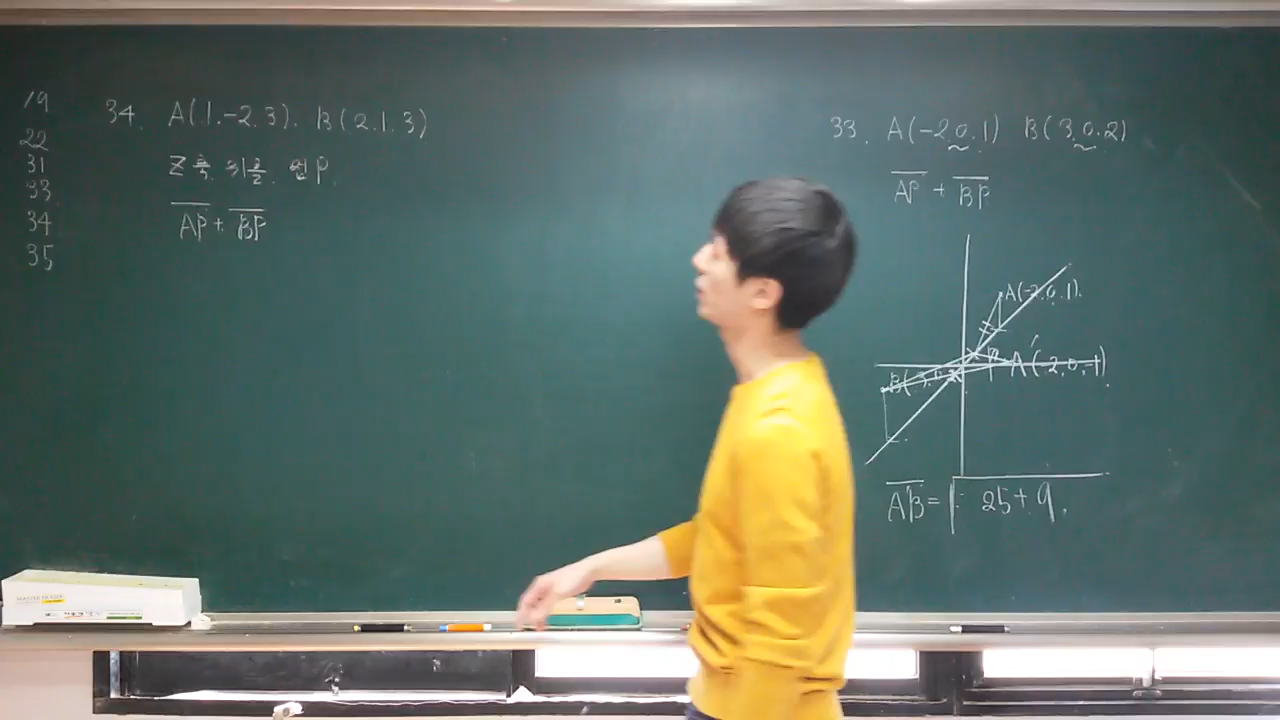 19
22
31
33
34
35
34. A(1.-2.3). B(2.1.3)
Z축 위를 P.
AP + BP
33. A(-2.0.1) B(3.0.2)
AP + BP
A(-2.0.1).
A'(-2,0,-1)
25+9.